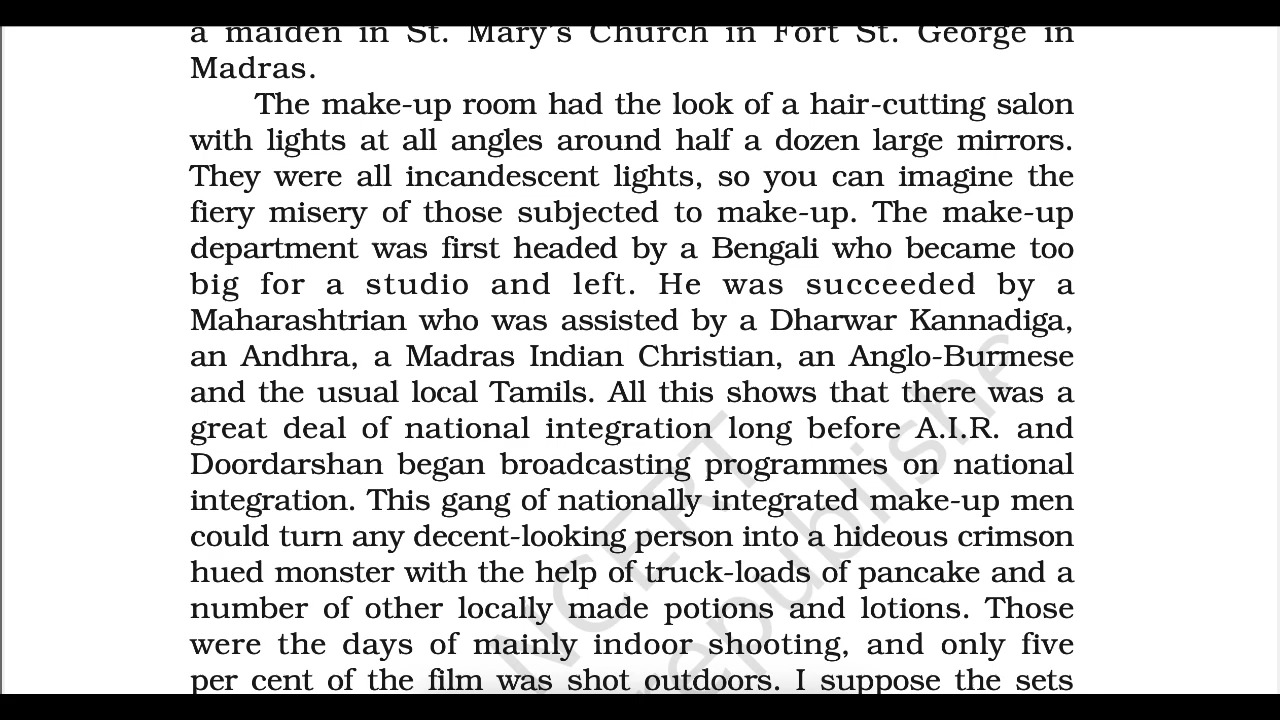 a maiden in St. Mary's Church in Fort St. George in
Madras.
The make-up room had the look of a hair-cutting salon
with lights at all angles around half a dozen large mirrors.
They were all incandescent lights, so you can imagine the
fiery misery of those subjected to make-up. The make-up
department was first headed by a Bengali who became too
big for a studio and left. He was succeeded by a
Maharashtrian who was assisted by a Dharwar Kannadiga,
an Andhra, a Madras Indian Christian, an Anglo-Burmese
and the usual local Tamils. All this shows that there was a
great deal of national integration long before A.I.R. and
Doordarshan began broadcasting programmes on national
integration. This gang of nationally integrated make-up men
could turn any decent-looking person into a hideous crimson
hued monster with the help of truck-loads of pancake and a
number of other locally made potions and lotions. Those
were the days of mainly indoor shooting, and only five
per cent of the film was shot outdoors. I suppose the sets
NCERT
republish